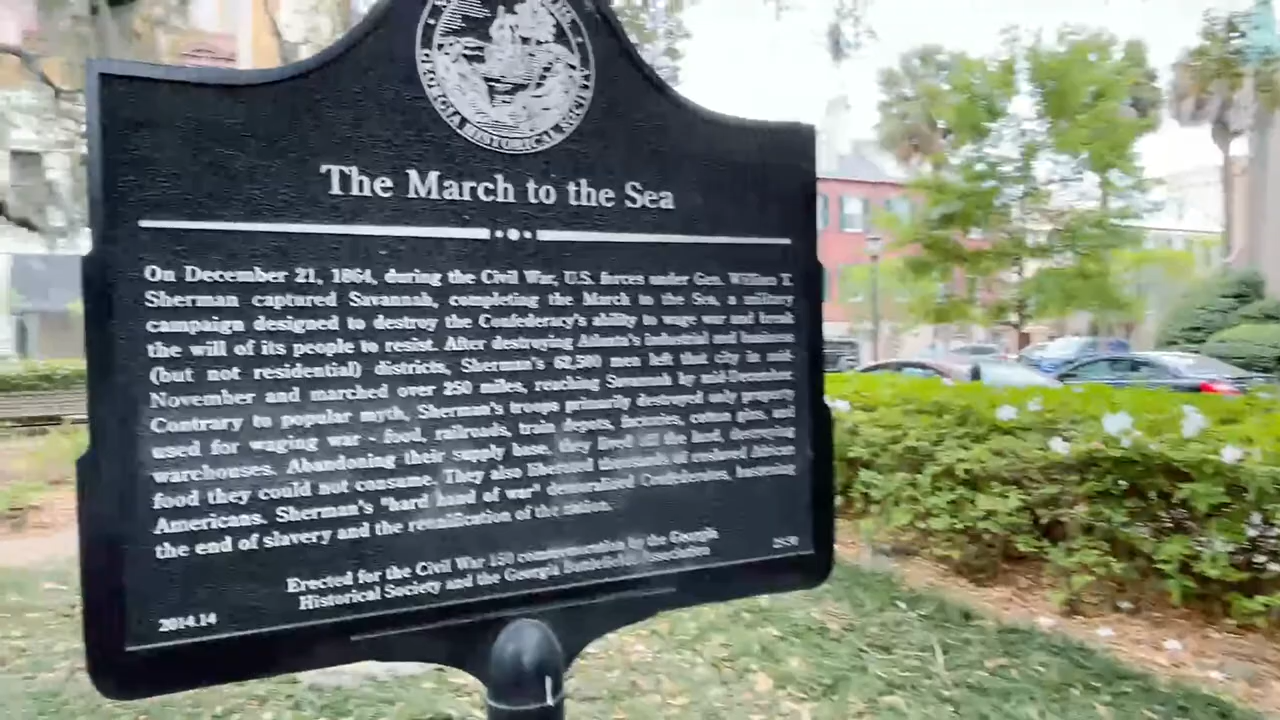 GEORGIA HISTORICAL SOCIETY
The March to the Sea
On December 21, 1864, during the Civil War, U.S. forces under Gen. William T.
Sherman captured Savannah, completing the March to the Sea, a military
campaign designed to destroy the Confederacy's ability to wage war and break
the will of its people to resist. After destroying Atlanta's industrial and business
(but not residential) districts, Sherman's 62,500 men left that city in mid-
November and marched over 250 miles, reaching Savannah by mid-December.
Contrary to popular myth, Sherman's troops primarily destroyed only property
used for waging war - food, railroads, train depots, factories, cotton gins, and
warehouses. Abandoning their supply base, they lived off the land, destroying
food they could not consume. They also liberated thousands of enslaved African
Americans. Sherman's "hard hand of war" demoralized Confederates, hastening
the end of slavery and the reunification of the nation.
Erected for the Civil War 150 commemoration by the Georgia
Historical Society and the Georgia Battlefields Association
2014.14